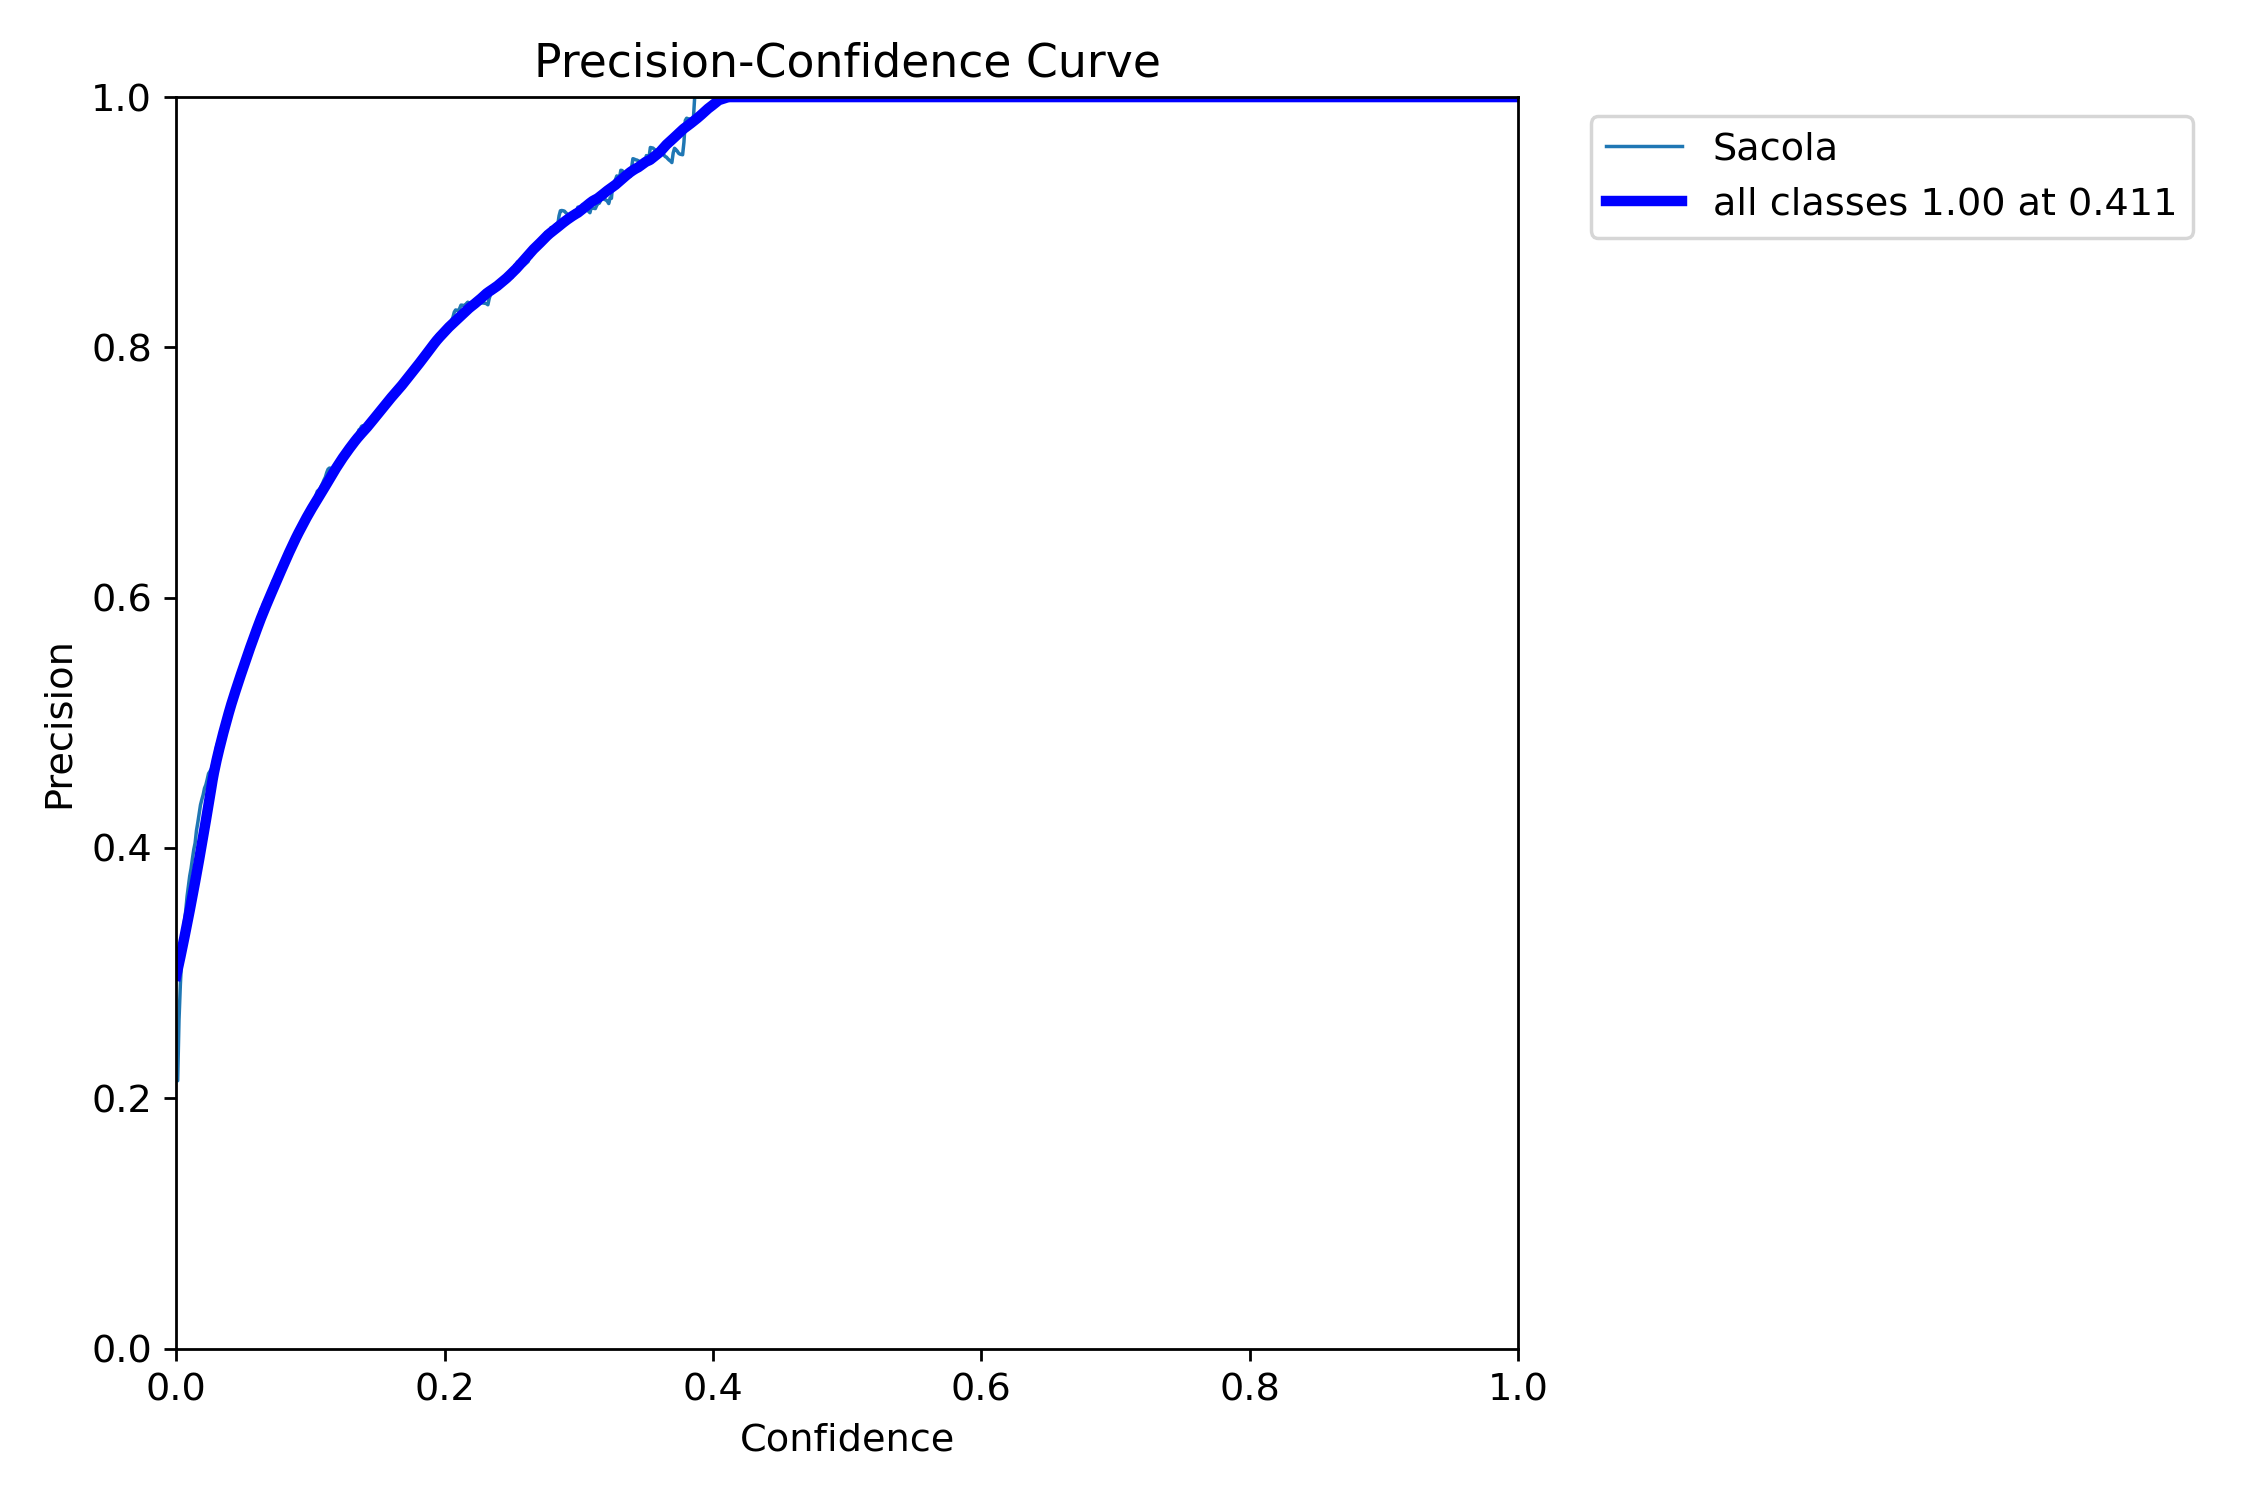 Precision-Confidence Curve
1.0
0.8
0.6
0.4
0.2
0.0
Precision
0.0 0.2 0.4 0.6 0.8 1.0
Confidence
Sacola
all classes 1.00 at 0.411